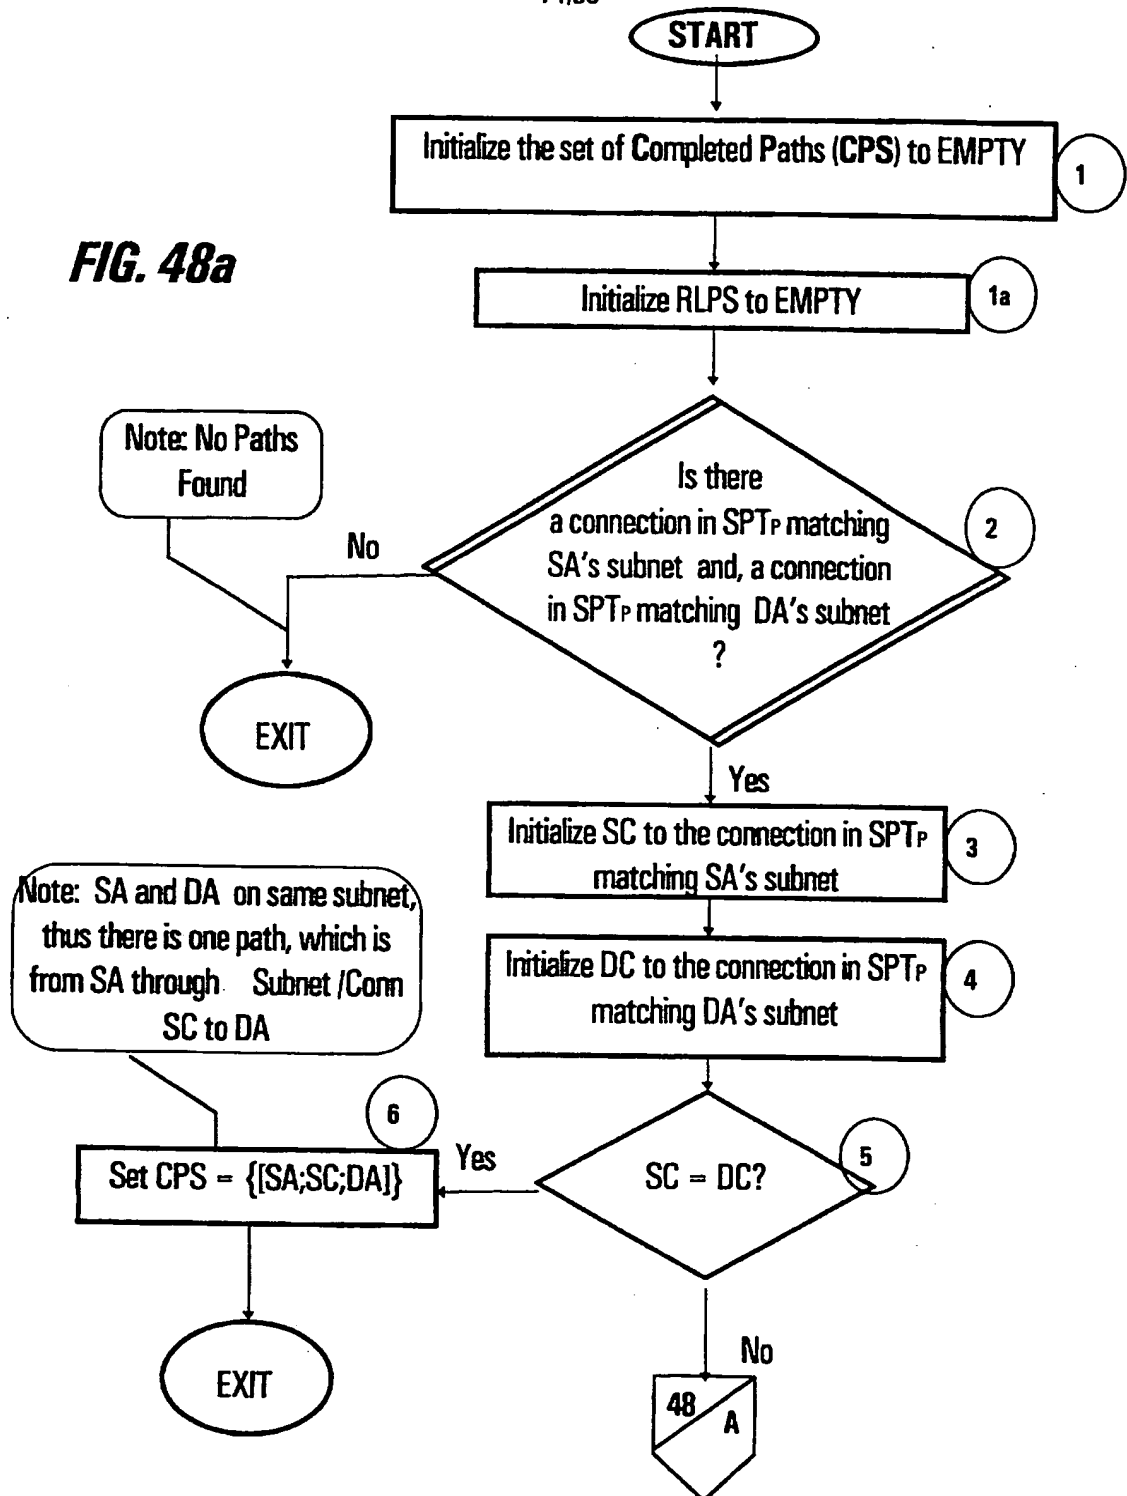 START
Initialize the set of Completed Paths (CPS) to EMPTY
1
FIG. 48a
Initialize RLPS to EMPTY
1a
Note: No Paths
Found
Is there
a connection in SPTP matching
SA's subnet and, a connection
in SPTP matching DA's subnet
?
2
No
EXIT
Yes
Initialize SC to the connection in SPTP
matching SA's subnet
3
Note: SA and DA on same subnet,
thus there is one path, which is
from SA through Subnet /Conn
SC to DA
Initialize DC to the connection in SPTP
matching DA's subnet
4
6
Set CPS = {[SA;SC;DA]}
Yes
SC = DC?
5
EXIT
No
48
A